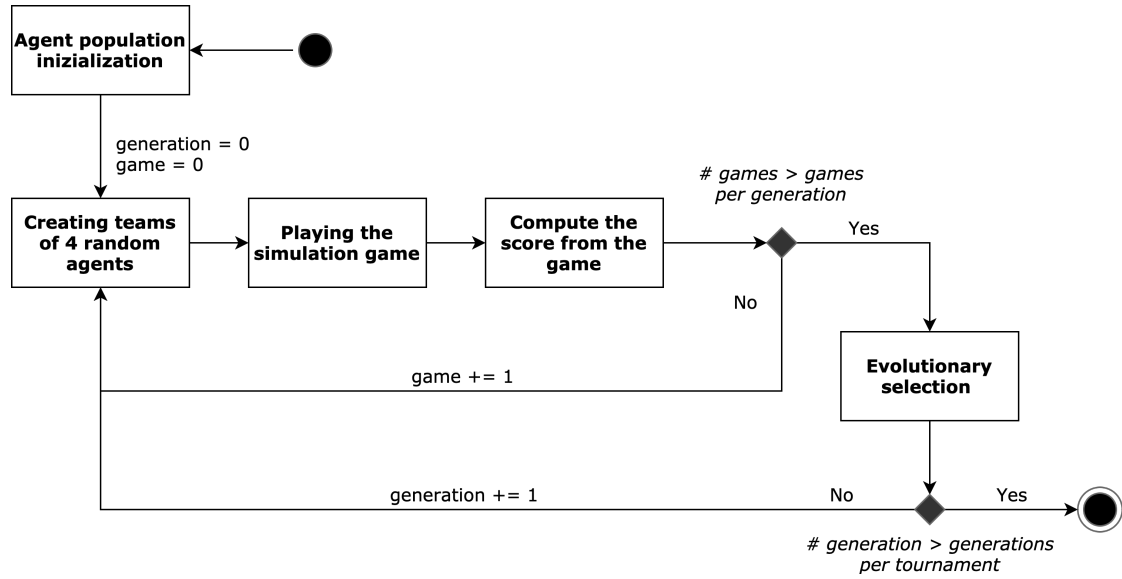 Agent population
inizialization
generation = 0
game = 0
# games > games
per generation
Creating teams
of 4 random
agents
Playing the
simulation game
Compute the
score from the
game
Yes
No
Evolutionary
selection
game += 1
generation += 1
No
Yes
# generation > generations
per tournament